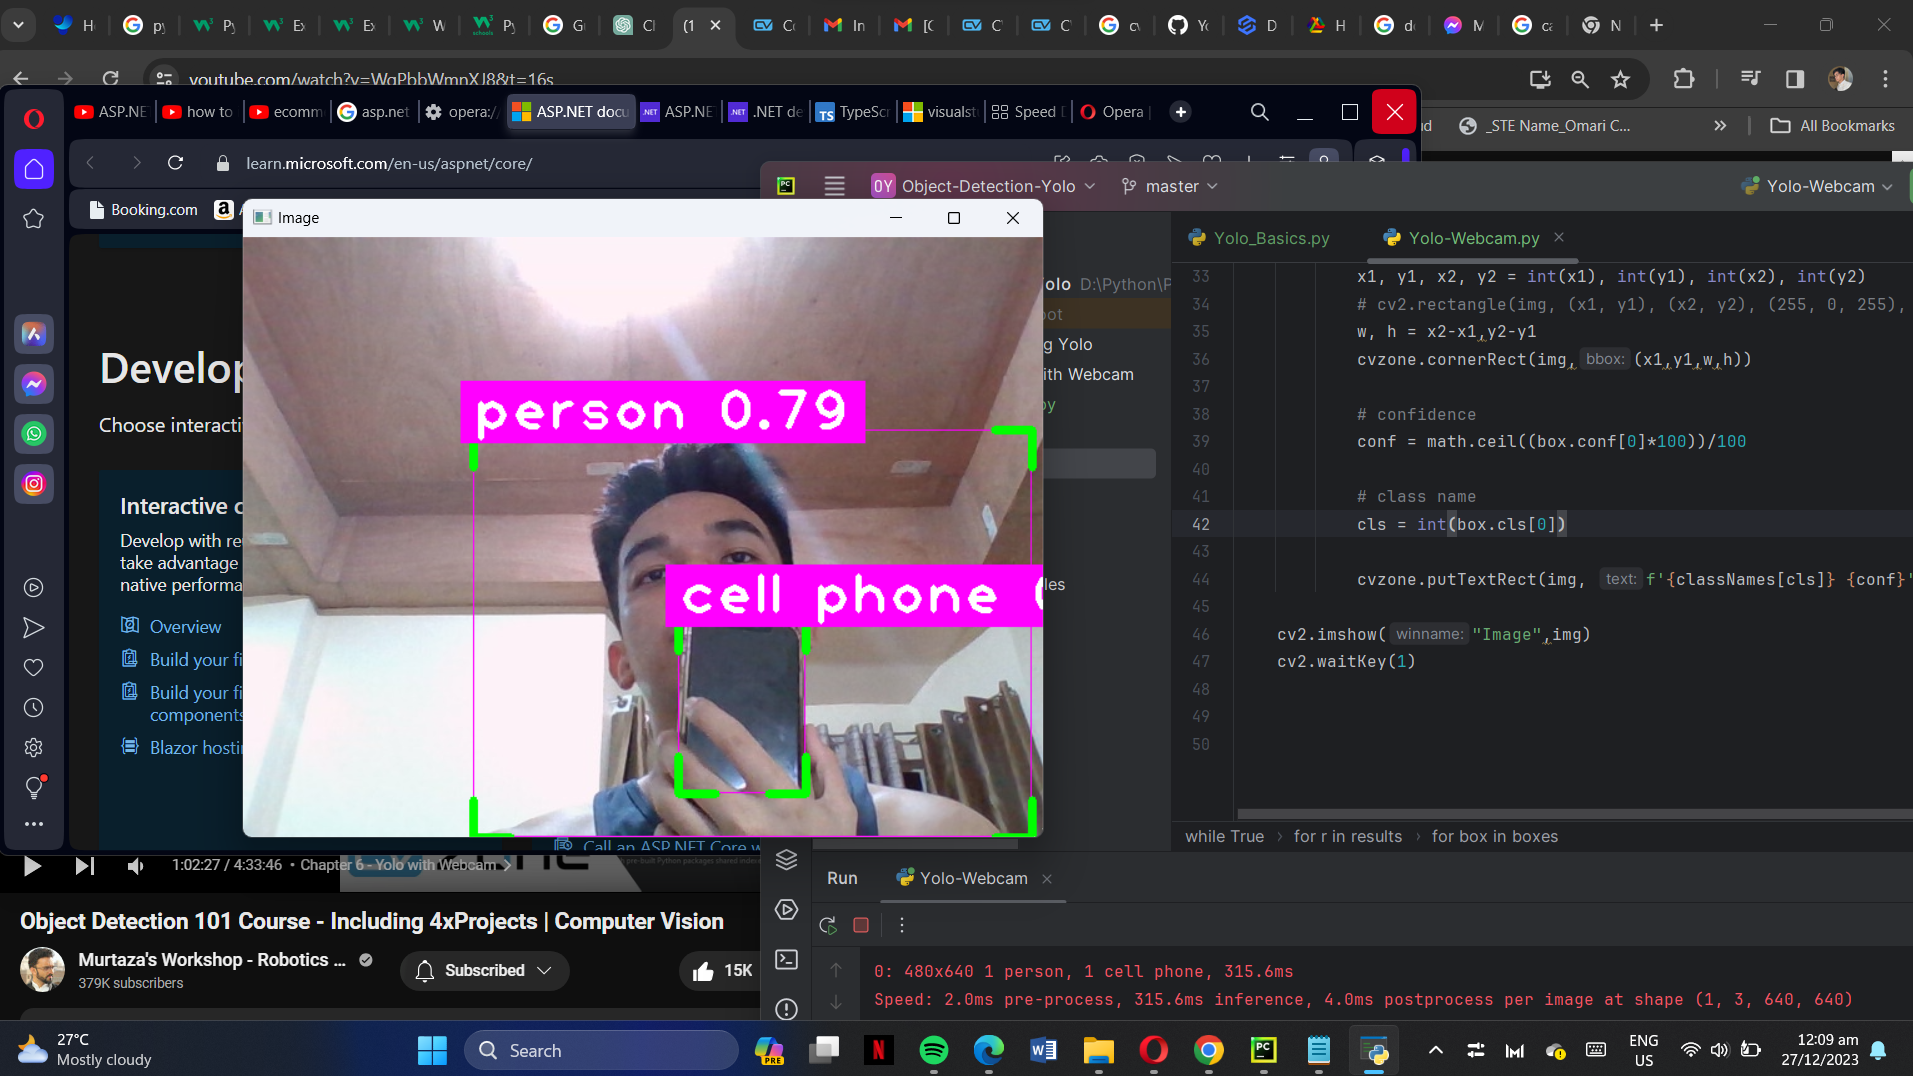 H
py
Py
Ex
Ex
W
Py
G
Cl
(1
C
In
[C
C'
C'
cv
Yo
D
H
d
M
ca
N
youtube.com/watch?v=WgPbbWmnXJ8&t=16s
_STE Name_Omari C...
All Bookmarks
ASP.NE
how to
ecomm
asp.net
opera:/
ASP.NET docu
ASP.NE
.NET de
TypeScr
visualst
Speed D
Opera
learn.microsoft.com/en-us/aspnet/core/
Booking.com
Image
Develop
Choose interacti
Interactive c
Develop with re
take advantage
native performa
Overview
Build your fi
Build your fi
components
Blazor hosti
Call an ASP.NET Core w
person 0.79
cell phone 0
OY Object-Detection-Yolo
master
Yolo-Webcam
olo D:\Python\P
oot
g Yolo
ith Webcam
py
les
Yolo_Basics.py
Yolo-Webcam.py
33 x1, y1, x2, y2 = int(x1), int(y1), int(x2), int(y2)
34 # cv2.rectangle(img, (x1, y1), (x2, y2), (255, 0, 255),
35 w, h = x2-x1,y2-y1
36 cvzone.cornerRect(img, bbox: (x1,y1,w,h))
37
38 # confidence
39 conf = math.ceil((box.conf[0]*100))/100
40
41 # class name
42 cls = int(box.cls[0])
43
44 cvzone.putTextRect(img, text: f'{classNames[cls]} {conf}'
45
46 cv2.imshow( winname: "Image",img)
47 cv2.waitKey(1)
48
49
50
while True
for r in results
for box in boxes
1:02:27 / 4:33:46 • Chapter 6 - Yolo with Webcam
Object Detection 101 Course - Including 4xProjects | Computer Vision
Murtaza's Workshop - Robotics ...
379K subscribers
Subscribed
15K
Run
Yolo-Webcam
0: 480x640 1 person, 1 cell phone, 315.6ms
Speed: 2.0ms pre-process, 315.6ms inference, 4.0ms postprocess per image at shape (1, 3, 640, 640)
27°C
Mostly cloudy
Search
PRE
ENG
US
12:09 am
27/12/2023